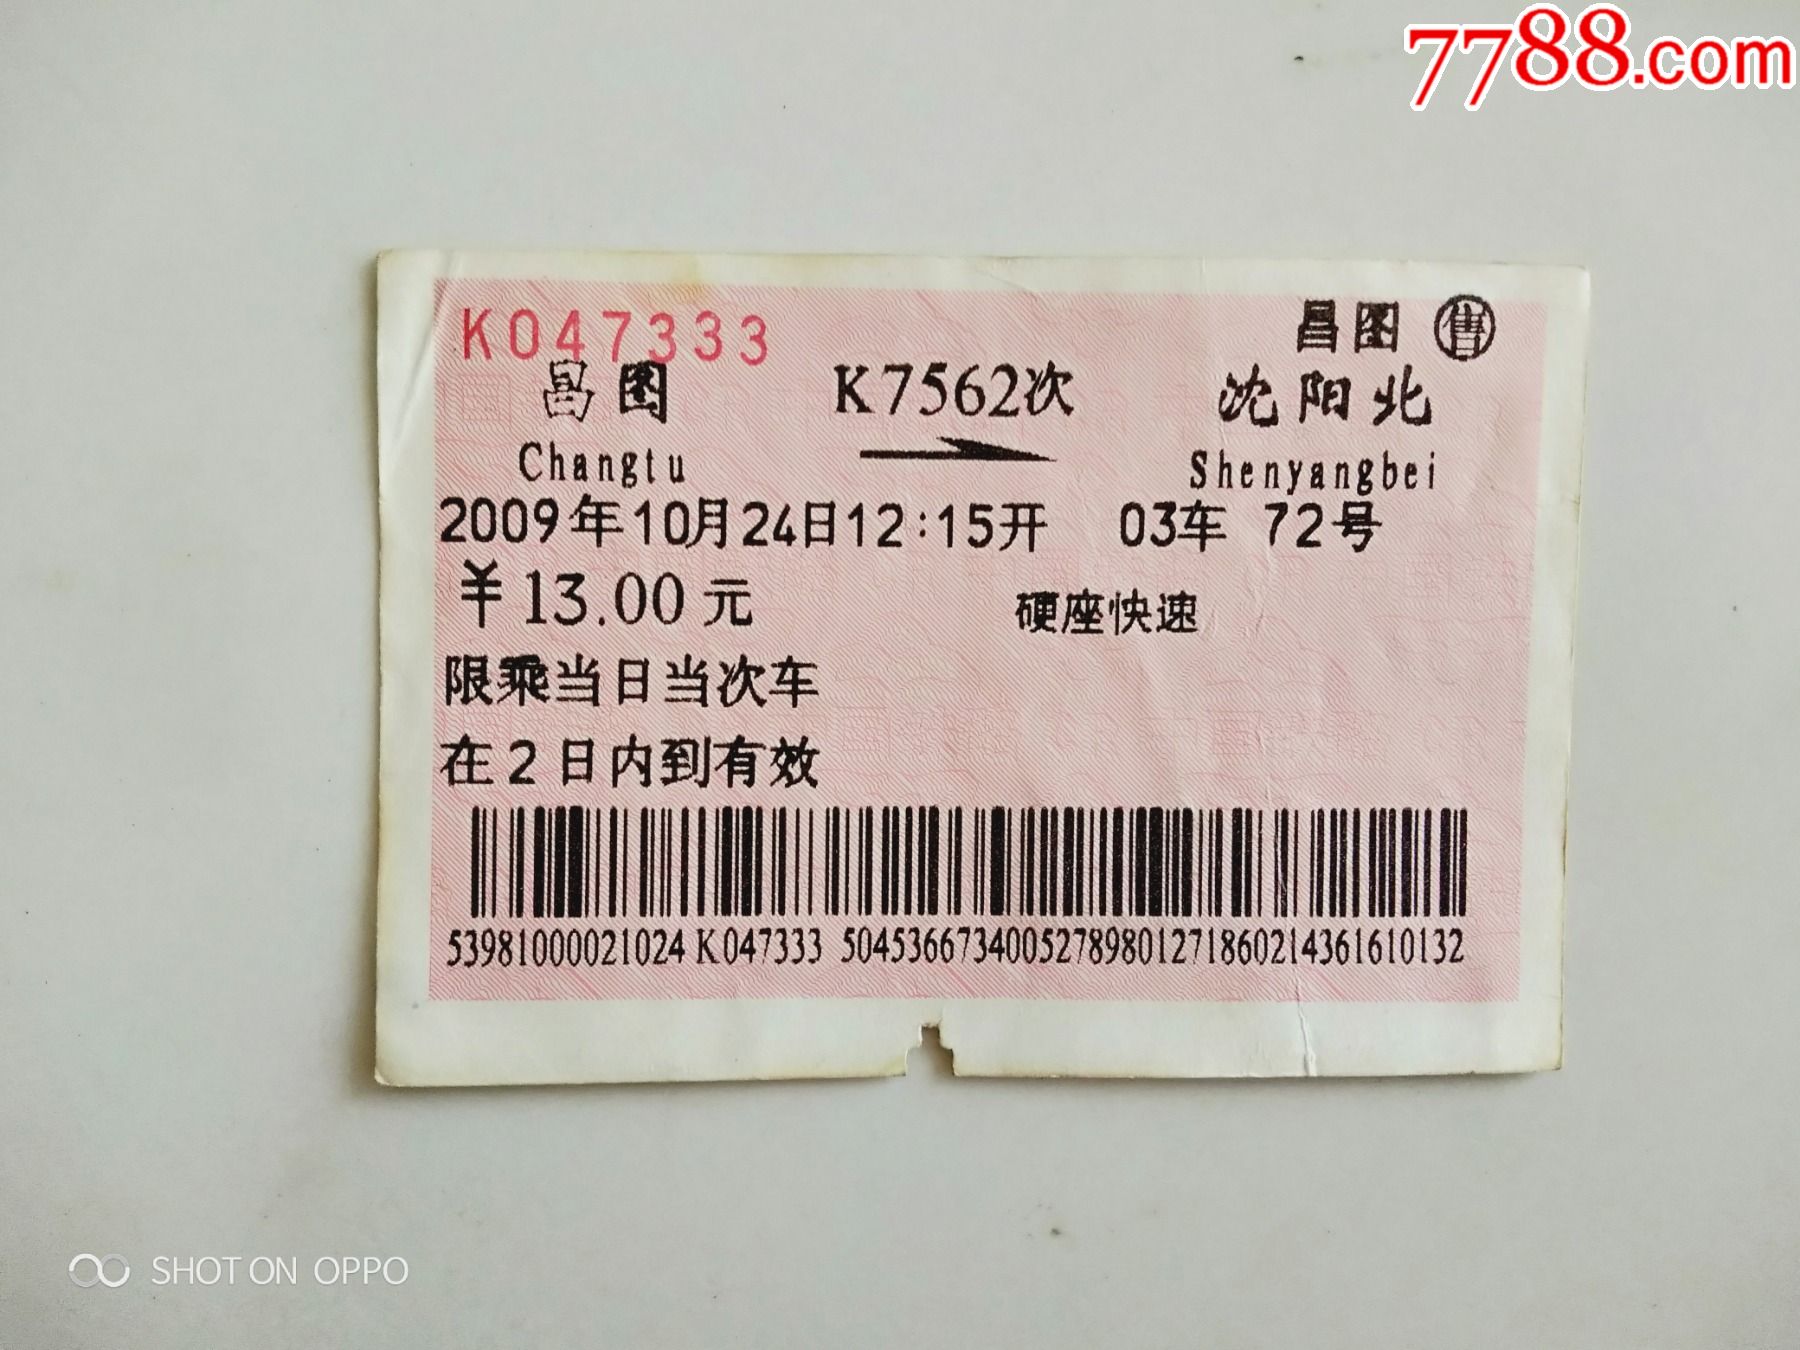 7788.com
K047333
昌图 售
昌图 K7562次 沈阳北
Changtu Shenyangbei
2009年10月24日12:15开 03车 72号
￥13.00元 硬座快速
限乘当日当次车
在2日内到有效
53981000021024 K047333 5045366734005278980127186021436161​0132
SHOT ON OPPO